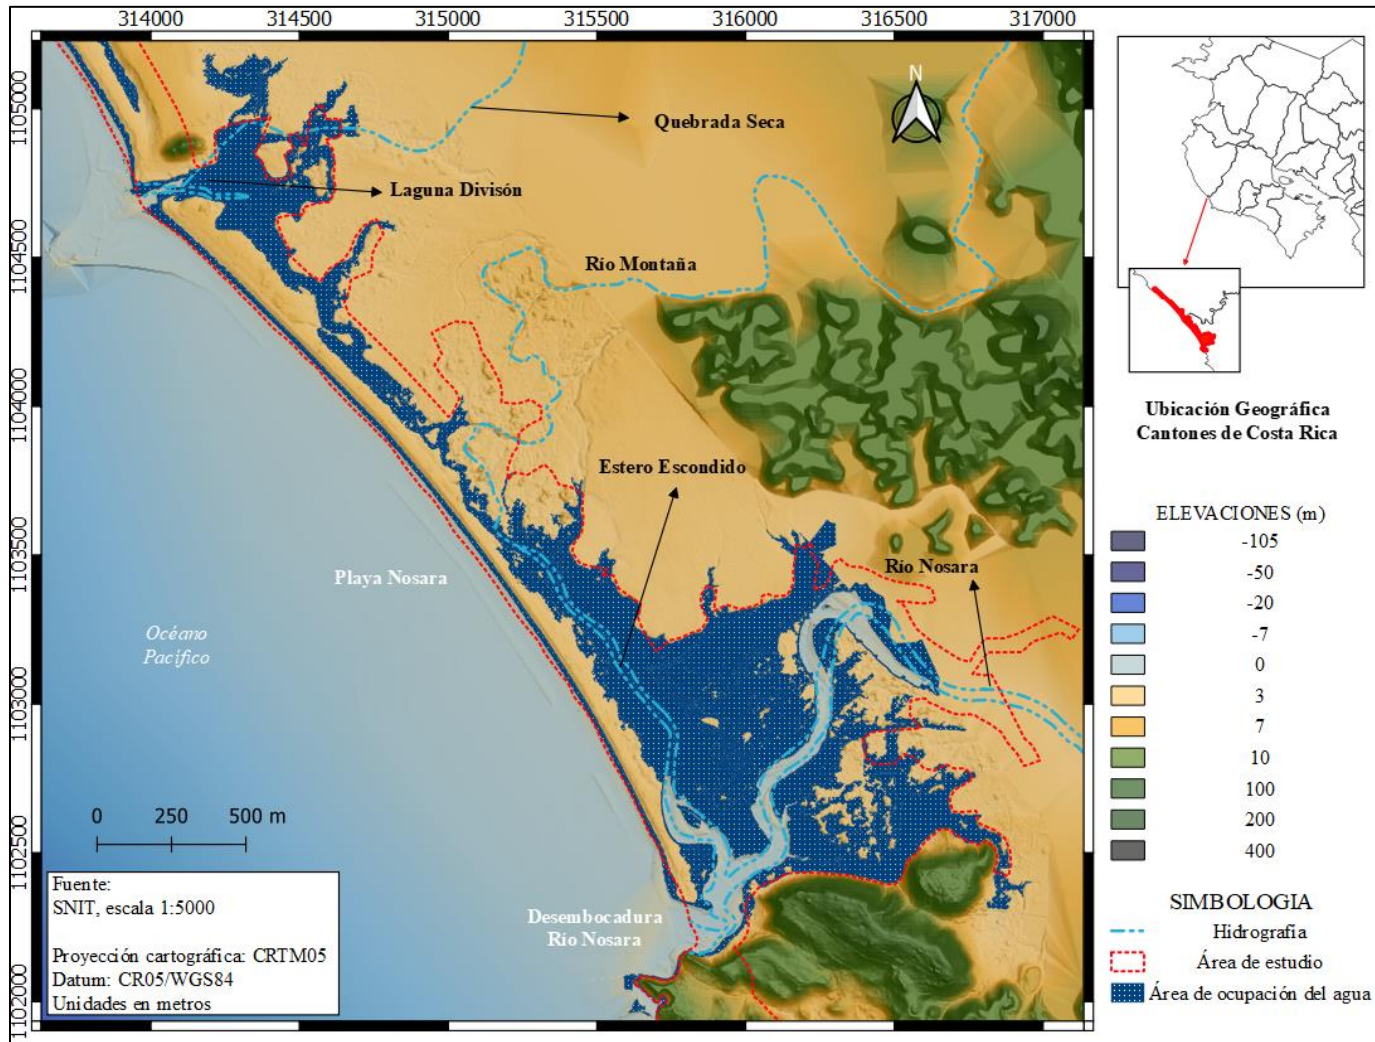 314000 314500 315000 315500 316000 316500 317000
1105000
1104500
1104000
1103500
1103000
1102500
1102000
N
Quebrada Seca
Laguna Divisón
Río Montaña
Estero Escondido
Río Nosara
Playa Nosara
Océano
Pacífico
Desembocadura
Río Nosara
0 250 500 m
Fuente:
SNIT, escala 1:5000
Proyección cartográfica: CRTM05
Datum: CR05/WGS84
Unidades en metros
Ubicación Geográfica
Cantones de Costa Rica
ELEVACIONES (m)
-105
-50
-20
-7
0
3
7
10
100
200
400
SIMBOLOGIA
Hidrografía
Área de estudio
Área de ocupación del agua